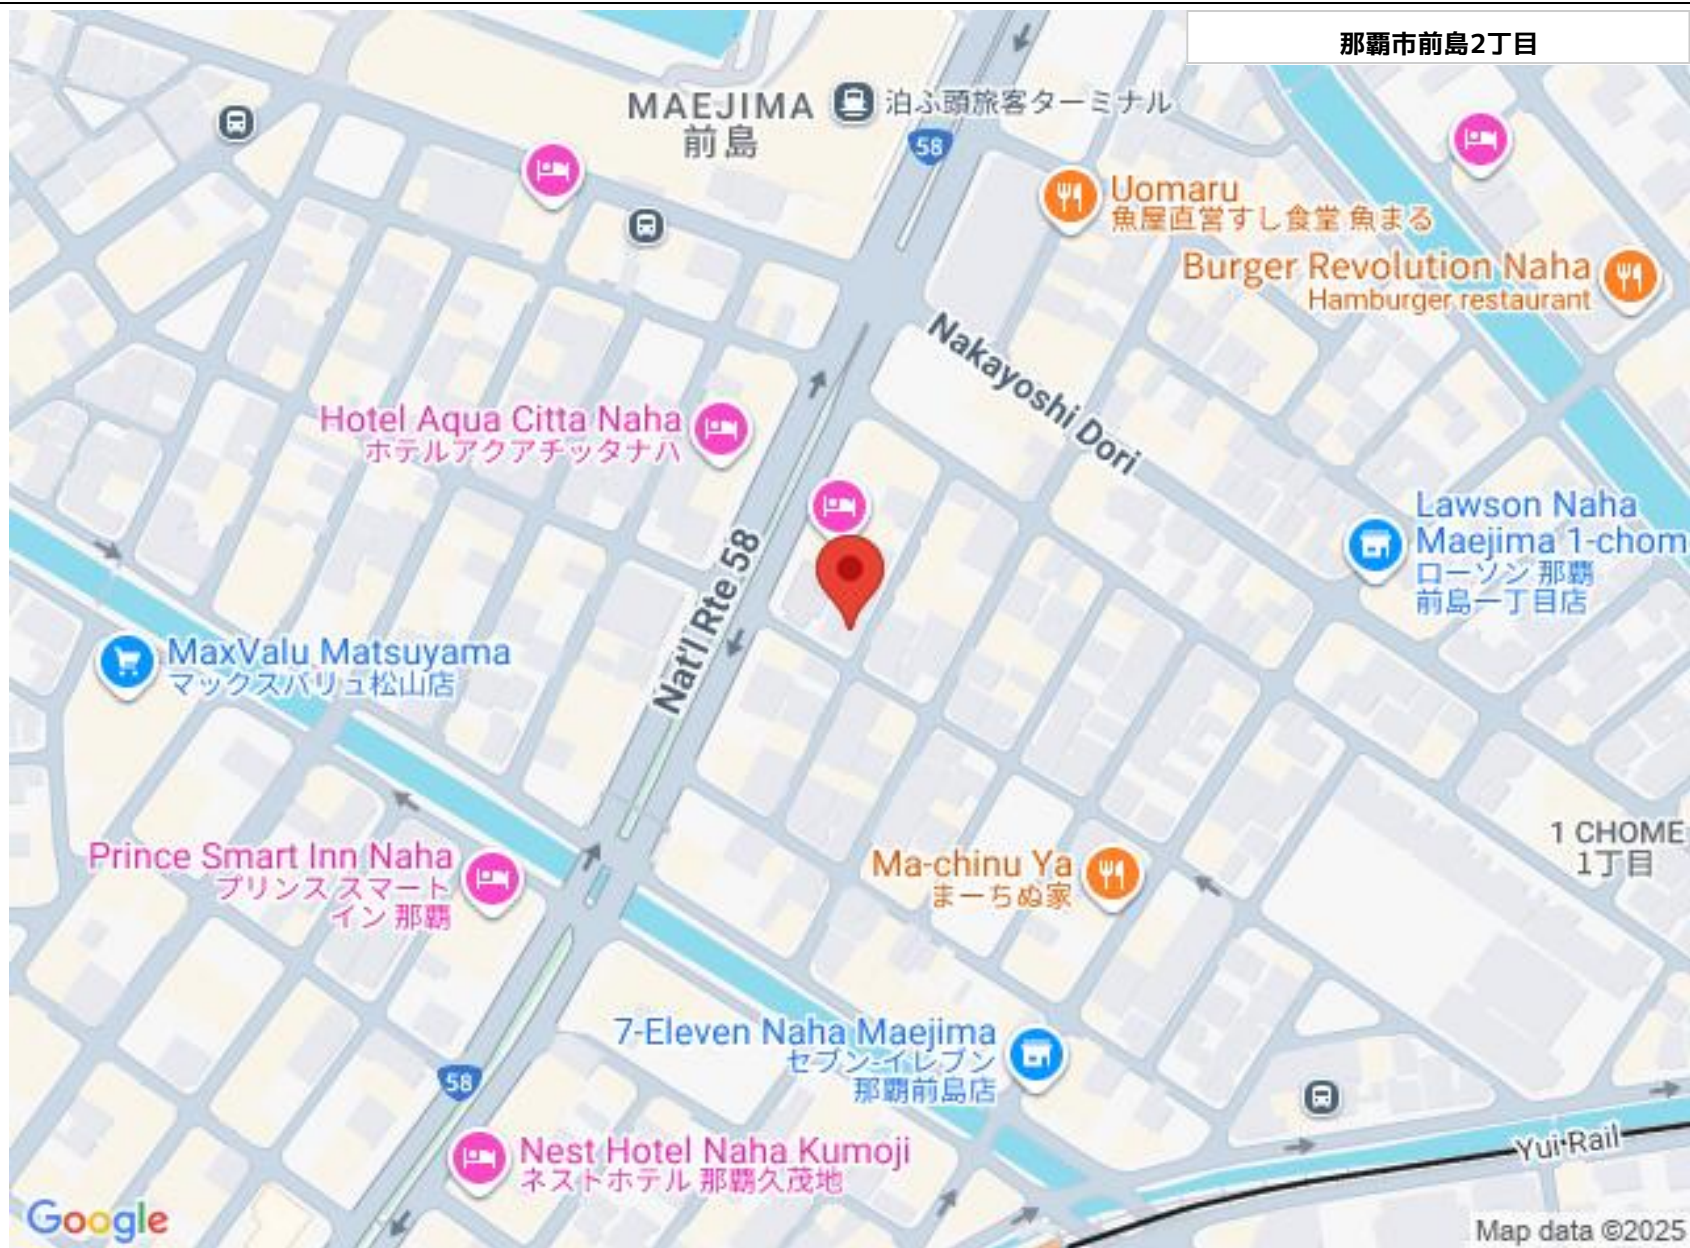 那覇市前島2丁目
MAEJIMA
前島
泊ふ頭旅客ターミナル
58
Uomaru
魚屋直営すし食堂 魚まる
Burger Revolution Naha
Hamburger restaurant
Nakayoshi Dori
Hotel Aqua Citta Naha
ホテルアクアチッタナハ
Lawson Naha
Maejima 1-chom
ローソン 那覇
前島一丁目店
Nat'l Rte 58
MaxValu Matsuyama
マックスバリュ松山店
1 CHOME
1丁目
Prince Smart Inn Naha
プリンス スマート
イン 那覇
Ma-chinu Ya
まーちぬ家
7-Eleven Naha Maejima
セブン-イレブン
那覇前島店
58
Nest Hotel Naha Kumoji
ネストホテル 那覇久茂地
Yui Rail
Google
Map data ©2025